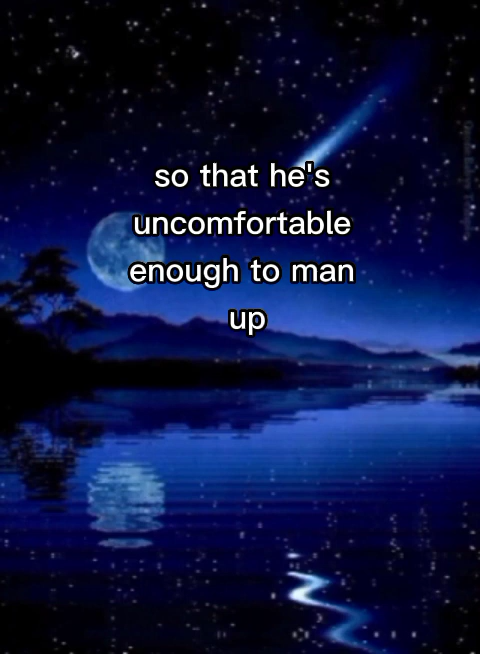 so that he's
uncomfortable
enough to man
up